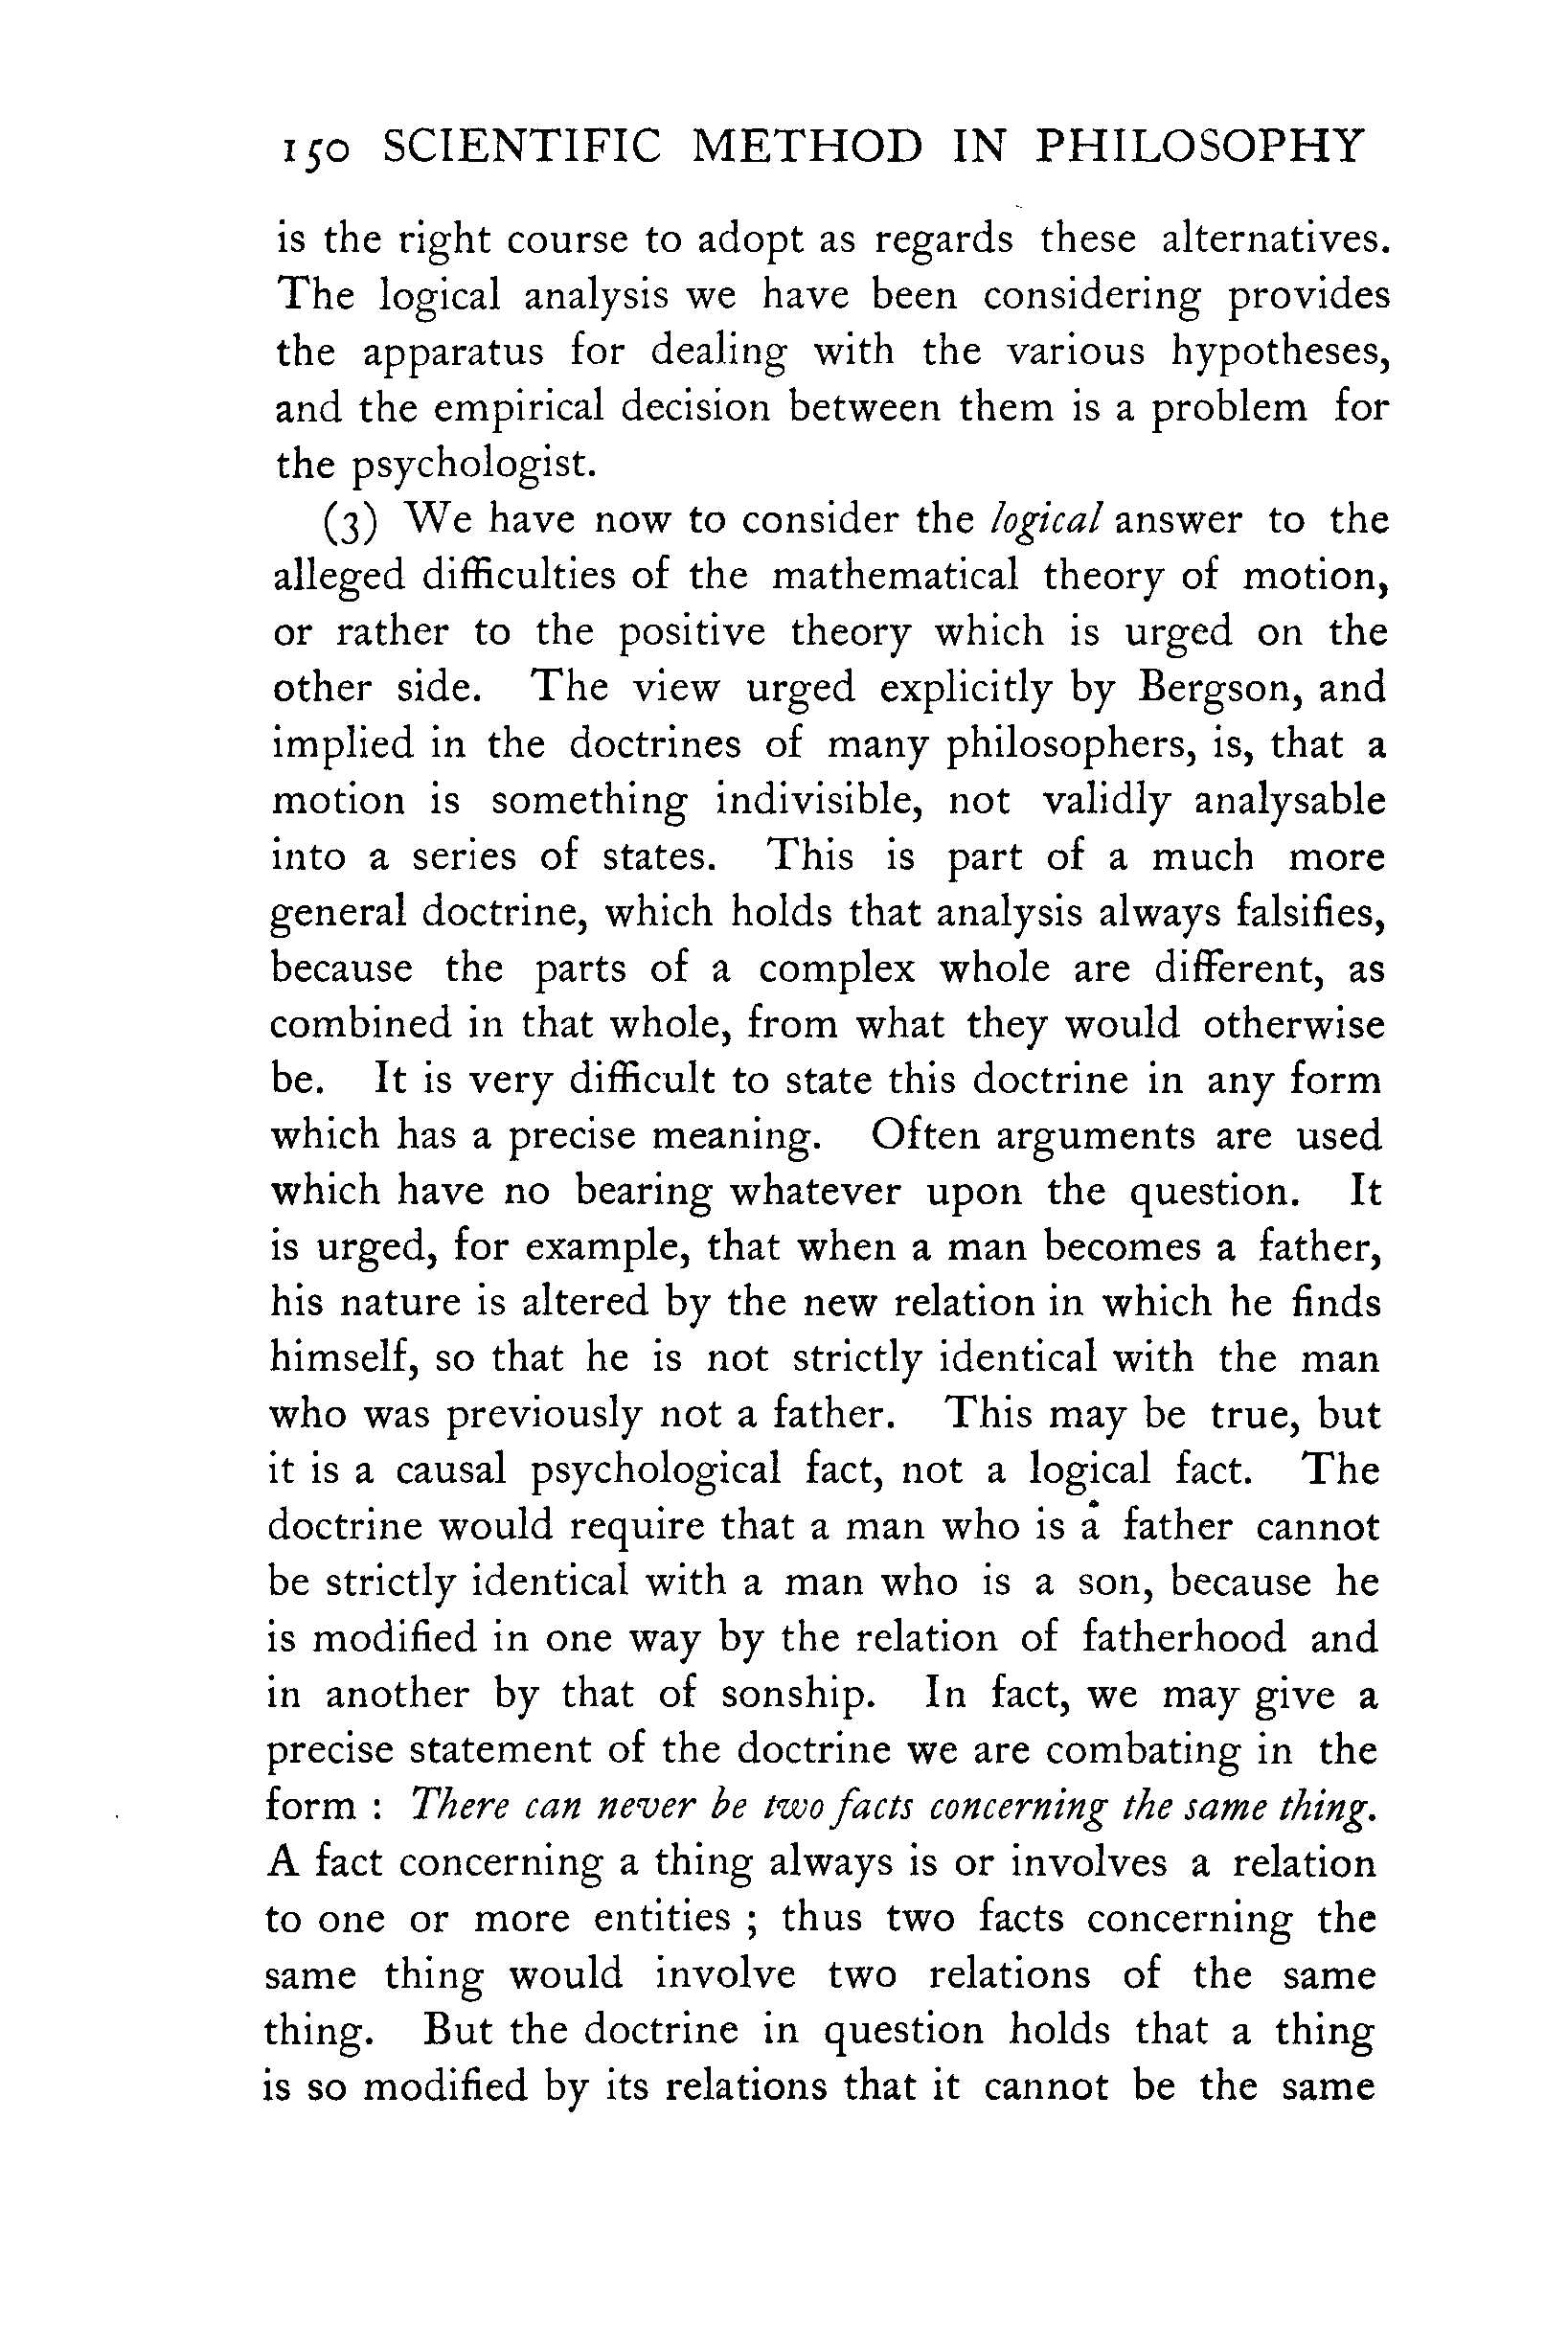 150 SCIENTIFIC METHOD IN PHILOSOPHY
is the right course to adopt as regards these alternatives.
The logical analysis we have been considering provides
the apparatus for dealing with the various hypotheses,
and the empirical decision between them is a problem for
the psychologist.
(3) We have now to consider the logical answer to the
alleged difficulties of the mathematical theory of motion,
or rather to the positive theory which is urged on the
other side. The view urged explicitly by Bergson, and
implied in the doctrines of many philosophers, is, that a
motion is something indivisible, not validly analysable
into a series of states. This is part of a much more
general doctrine, which holds that analysis always falsifies,
because the parts of a complex whole are different, as
combined in that whole, from what they would otherwise
be. It is very difficult to state this doctrine in any form
which has a precise meaning. Often arguments are used
which have no bearing whatever upon the question. It
is urged, for example, that when a man becomes a father,
his nature is altered by the new relation in which he finds
himself, so that he is not strictly identical with the man
who was previously not a father. This may be true, but
it is a causal psychological fact, not a logical fact. The
doctrine would require that a man who is a father cannot
be strictly identical with a man who is a son, because he
is modified in one way by the relation of fatherhood and
in another by that of sonship. In fact, we may give a
precise statement of the doctrine we are combating in the
form : There can never be two facts concerning the same thing.
A fact concerning a thing always is or involves a relation
to one or more entities ; thus two facts concerning the
same thing would involve two relations of the same
thing. But the doctrine in question holds that a thing
is so modified by its relations that it cannot be the same